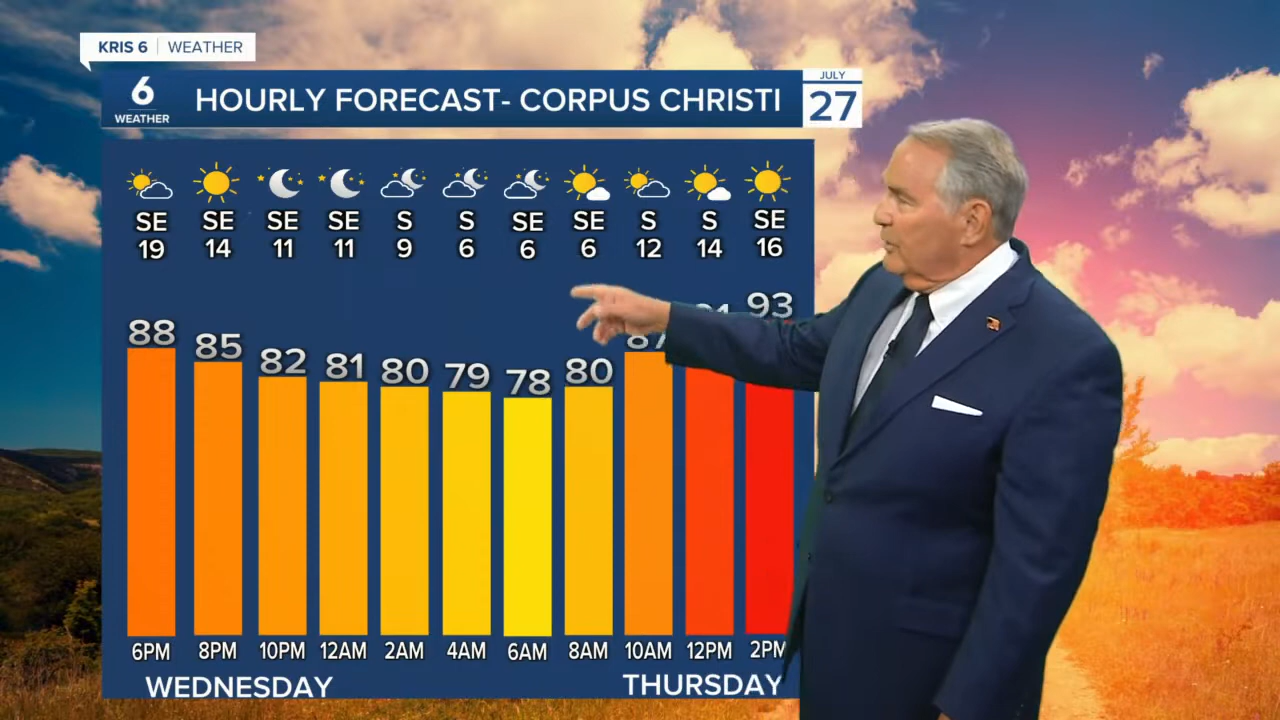 KRIS 6 WEATHER
6
WEATHER
HOURLY FORECAST- CORPUS CHRISTI
JULY
27
SE SE SE SE S S SE SE S S SE
19 14 11 11 9 6 6 6 12 14 16
88 85 82 81 80 79 78 80 87 93
6PM 8PM 10PM 12AM 2AM 4AM 6AM 8AM 10AM 12PM 2PM
WEDNESDAY THURSDAY